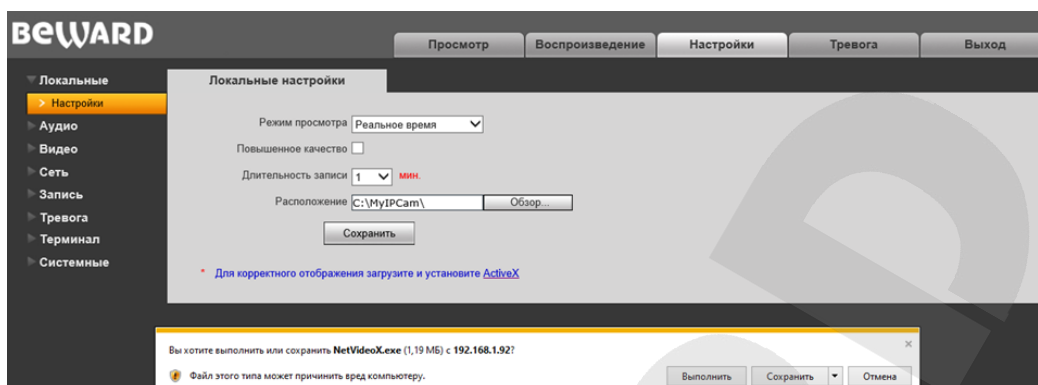 BEWARD
Просмотр Воспроизведение Настройки Тревога Выход
Локальные
> Настройки
Аудио
Видео
Сеть
Запись
Тревога
Терминал
Системные
Локальные настройки
Режим просмотра Реальное время
Повышенное качество
Длительность записи 1 мин.
Расположение C:\MyIPCam\ Обзор...
Сохранить
* Для корректного отображения загрузите и установите ActiveX
Вы хотите выполнить или сохранить NetVideoX.exe (1,19 МБ) с 192.168.1.92?
Файл этого типа может причинить вред компьютеру.
Выполнить Сохранить Отмена